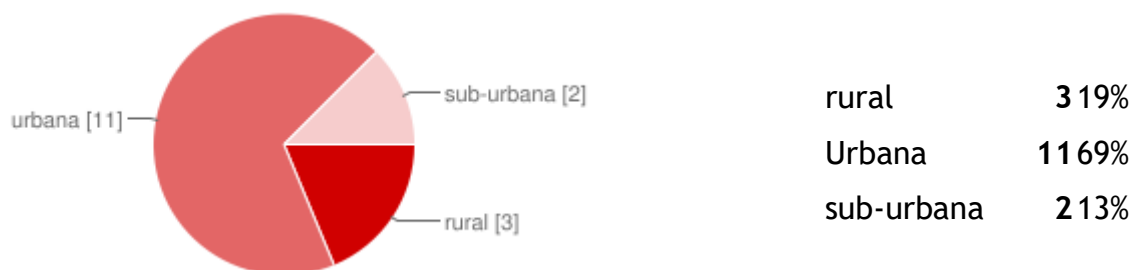 urbana [11]
sub-urbana [2]
rural [3]
rural 3 19%
Urbana 11 69%
sub-urbana 2 13%